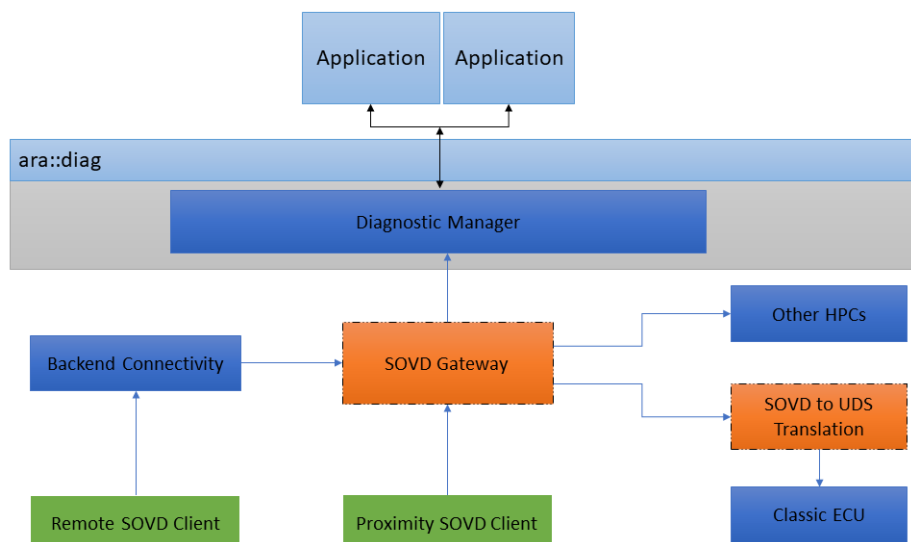 Application
Application
ara::diag
Diagnostic Manager
Other HPCs
Backend Connectivity
SOVD Gateway
SOVD to UDS
Translation
Remote SOVD Client
Proximity SOVD Client
Classic ECU